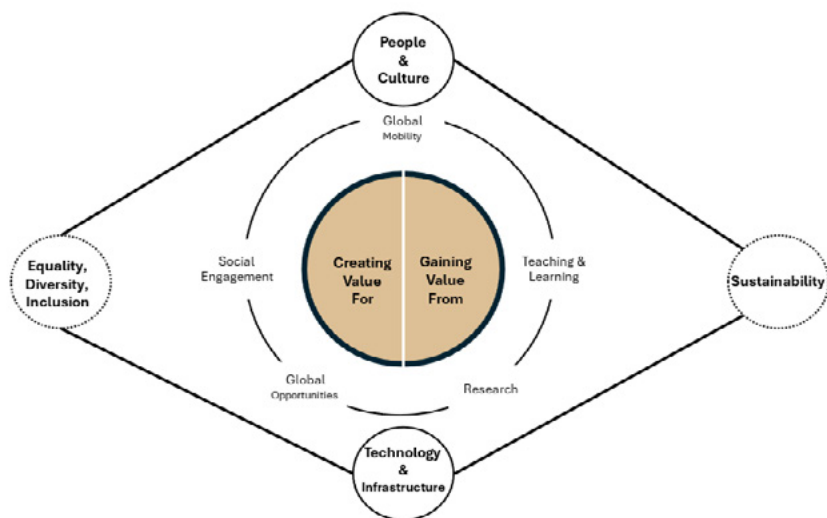 People
&
Culture
Global
Mobility
Equality,
Diversity,
Inclusion
Social
Engagement
Creating
Value
For
Gaining
Value
From
Teaching &
Learning
Sustainability
Global
Opportunities
Research
Technology
&
Infrastructure